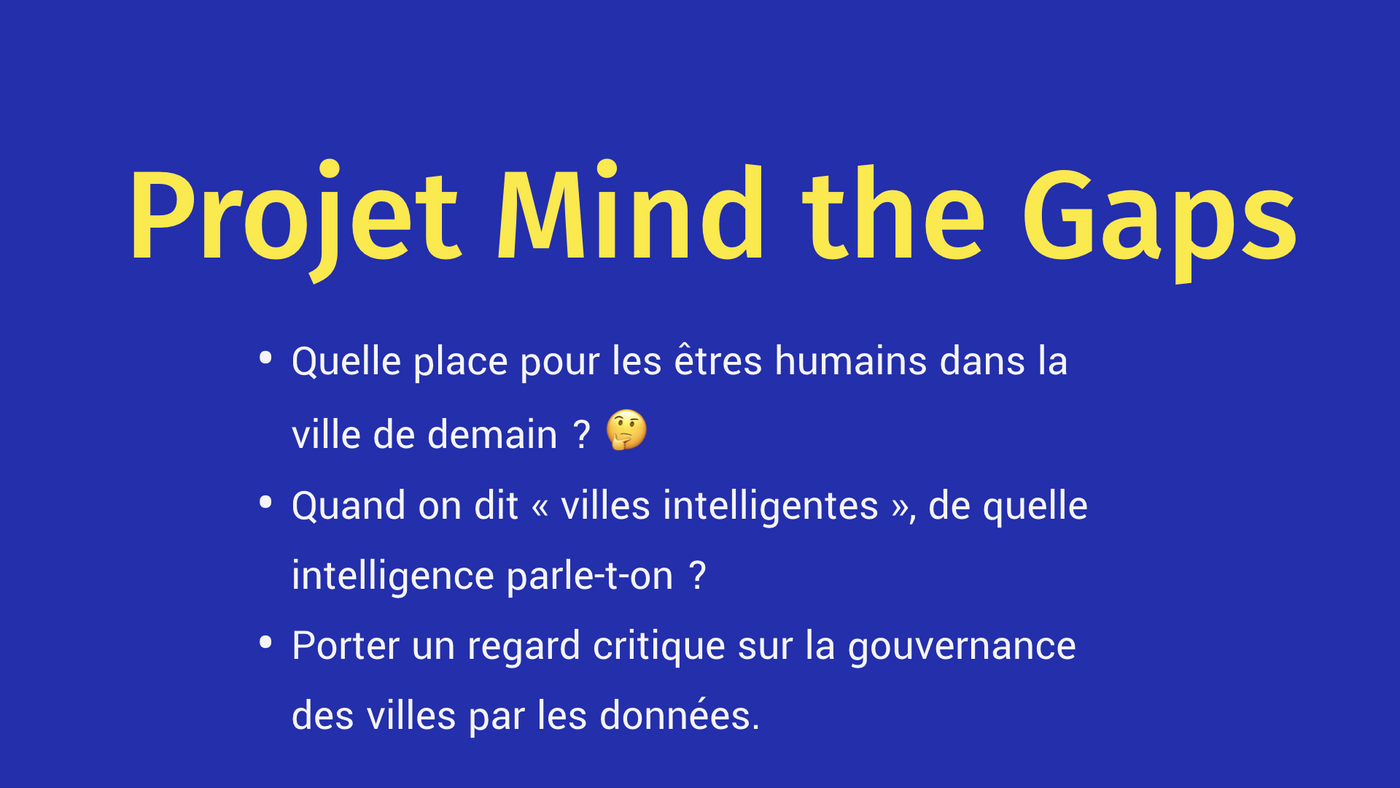 Projet Mind the Gaps
• Quelle place pour les êtres humains dans la
ville de demain ? 🤔
• Quand on dit « villes intelligentes », de quelle
intelligence parle-t-on ?
• Porter un regard critique sur la gouvernance
des villes par les données.